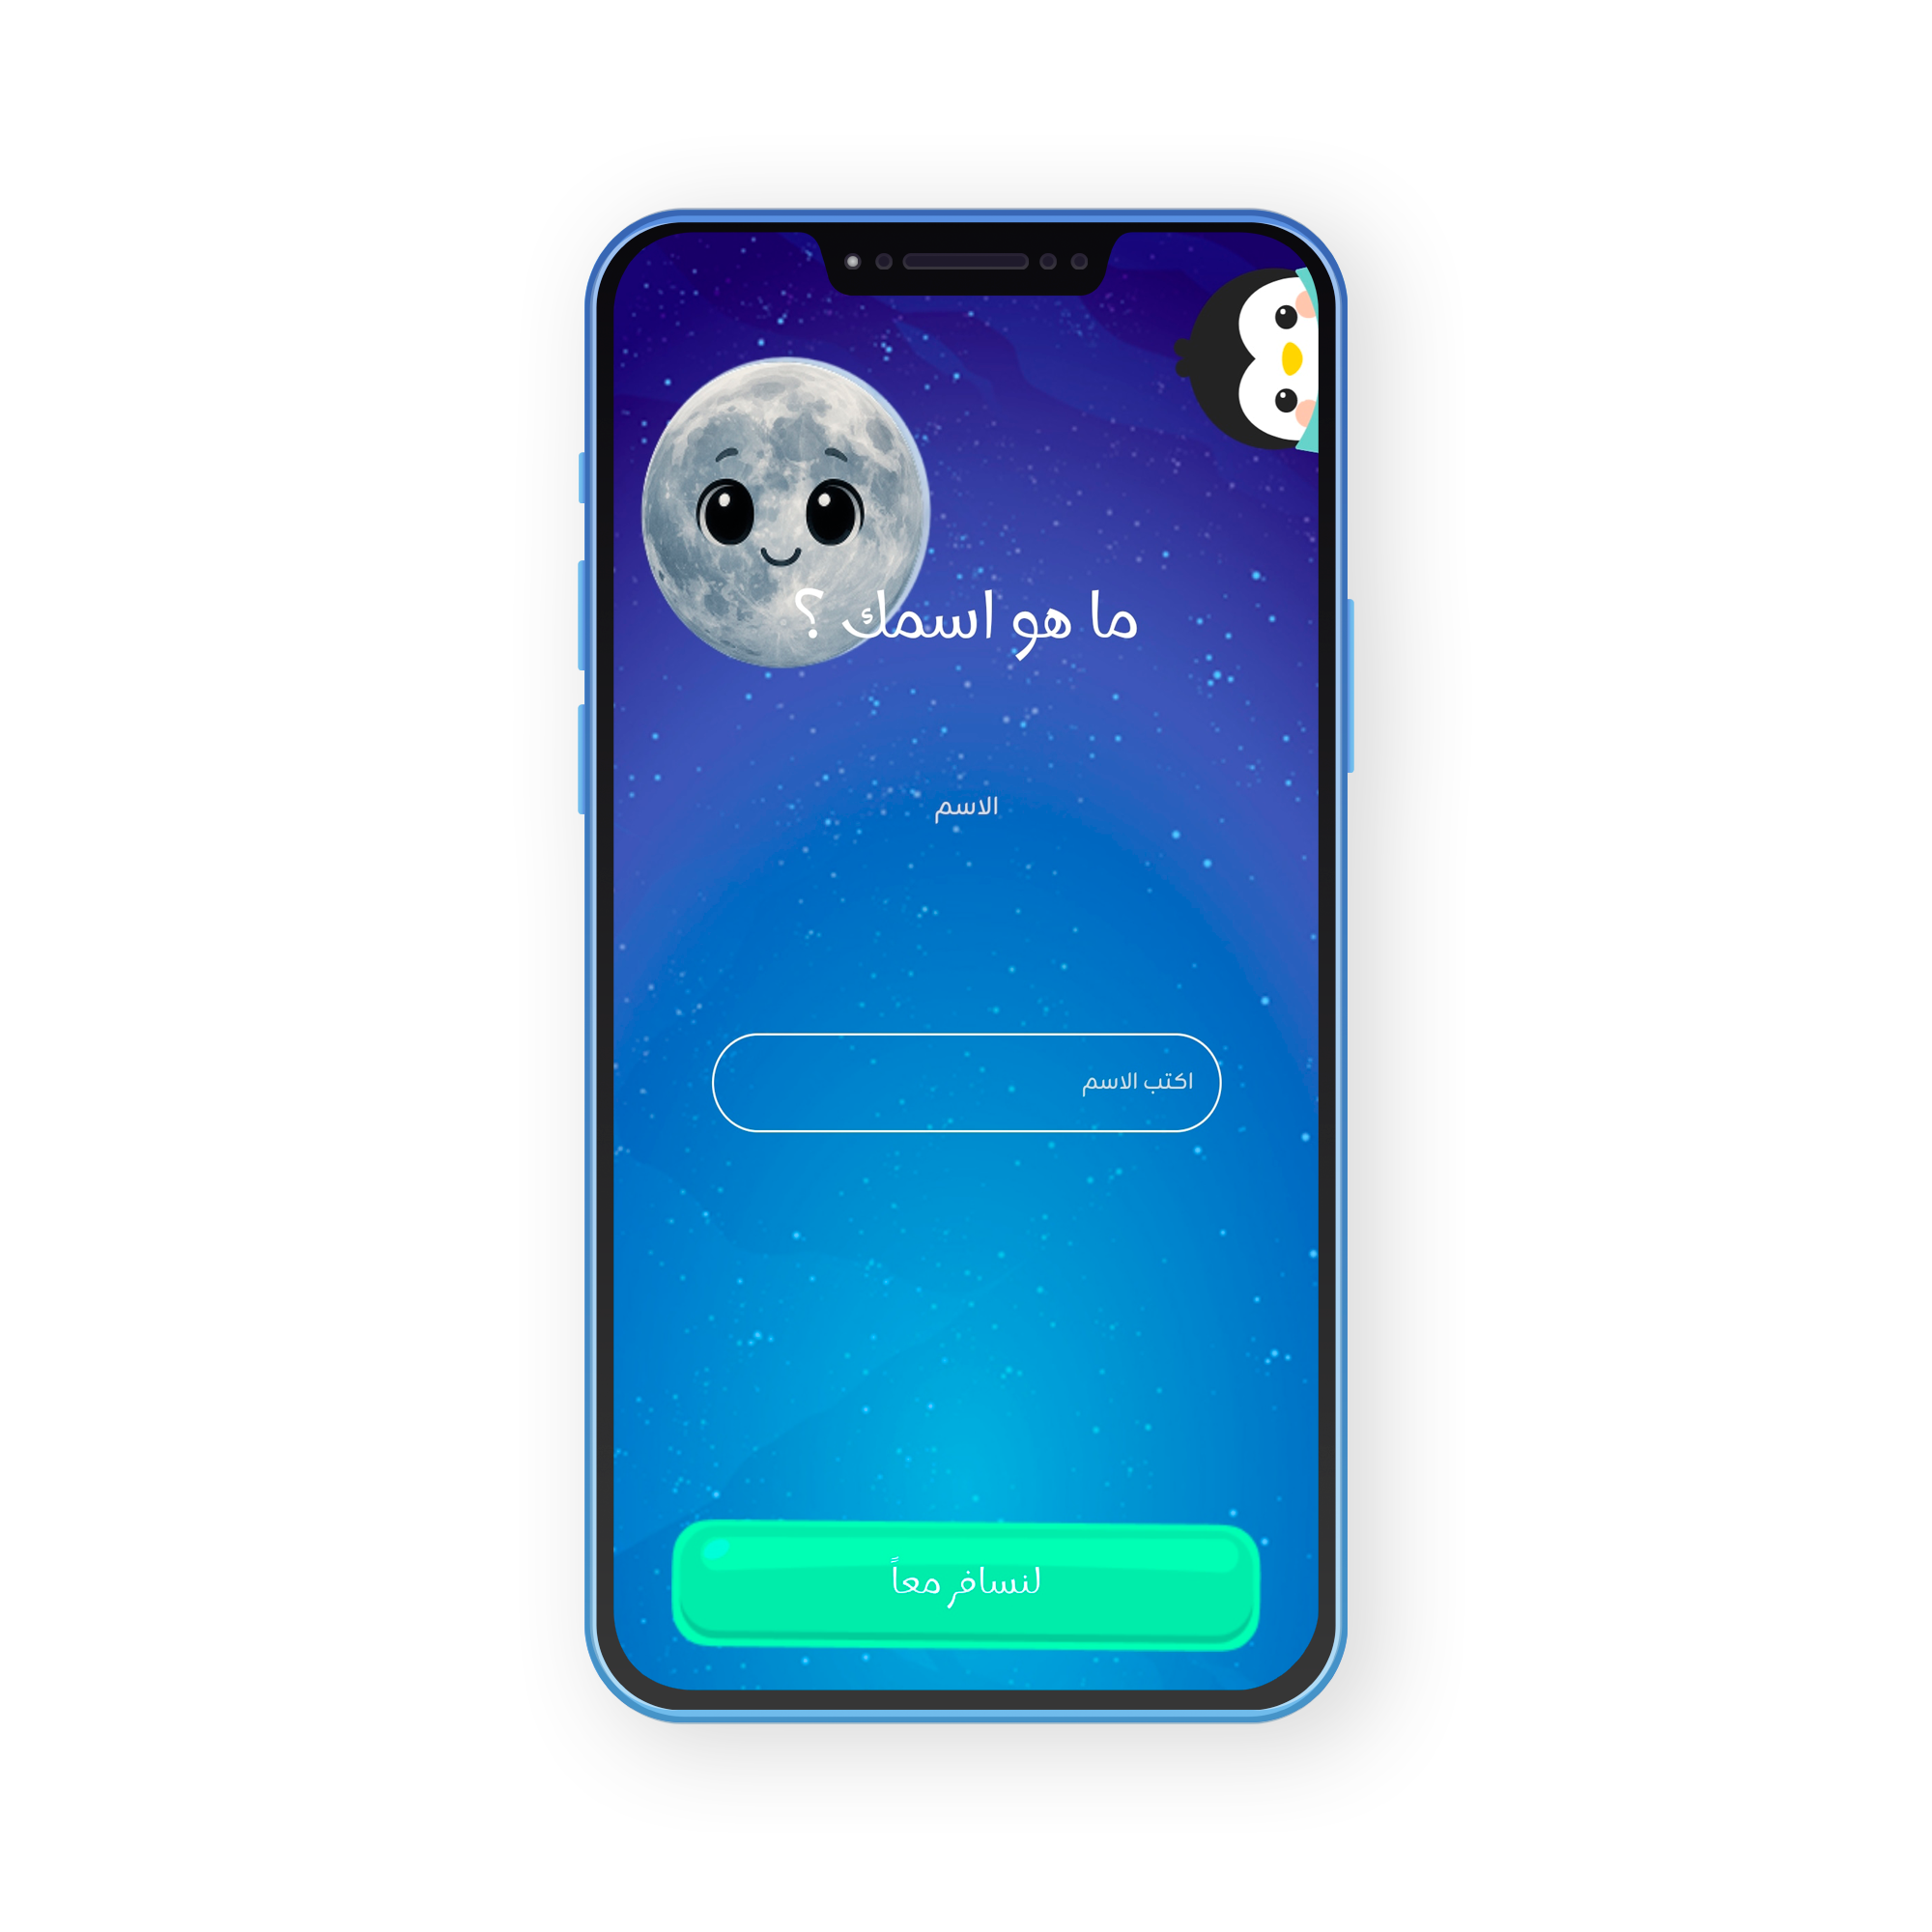 ما هو اسمك ؟
الاسم
اكتب الاسم
لنسافر معاً